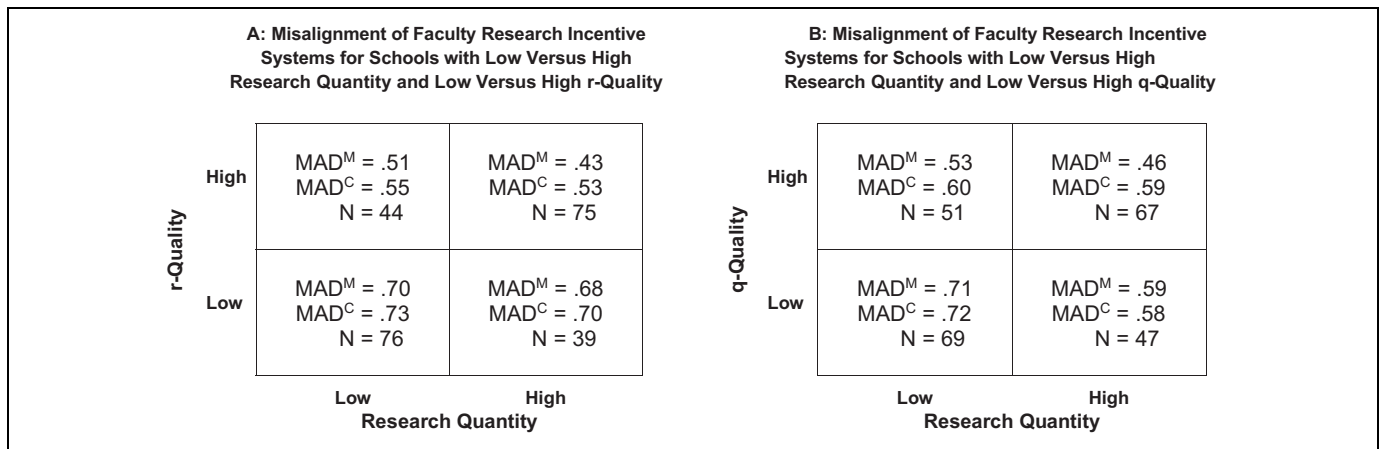 A: Misalignment of Faculty Research Incentive
Systems for Schools with Low Versus High
Research Quantity and Low Versus High r-Quality
r-Quality
High
MADᴹ = .51
MADᶜ = .55
N = 44
MADᴹ = .43
MADᶜ = .53
N = 75
Low
MADᴹ = .70
MADᶜ = .73
N = 76
MADᴹ = .68
MADᶜ = .70
N = 39
Low
High
Research Quantity
B: Misalignment of Faculty Research Incentive
Systems for Schools with Low Versus High
Research Quantity and Low Versus High q-Quality
q-Quality
High
MADᴹ = .53
MADᶜ = .60
N = 51
MADᴹ = .46
MADᶜ = .59
N = 67
Low
MADᴹ = .71
MADᶜ = .72
N = 69
MADᴹ = .59
MADᶜ = .58
N = 47
Low
High
Research Quantity